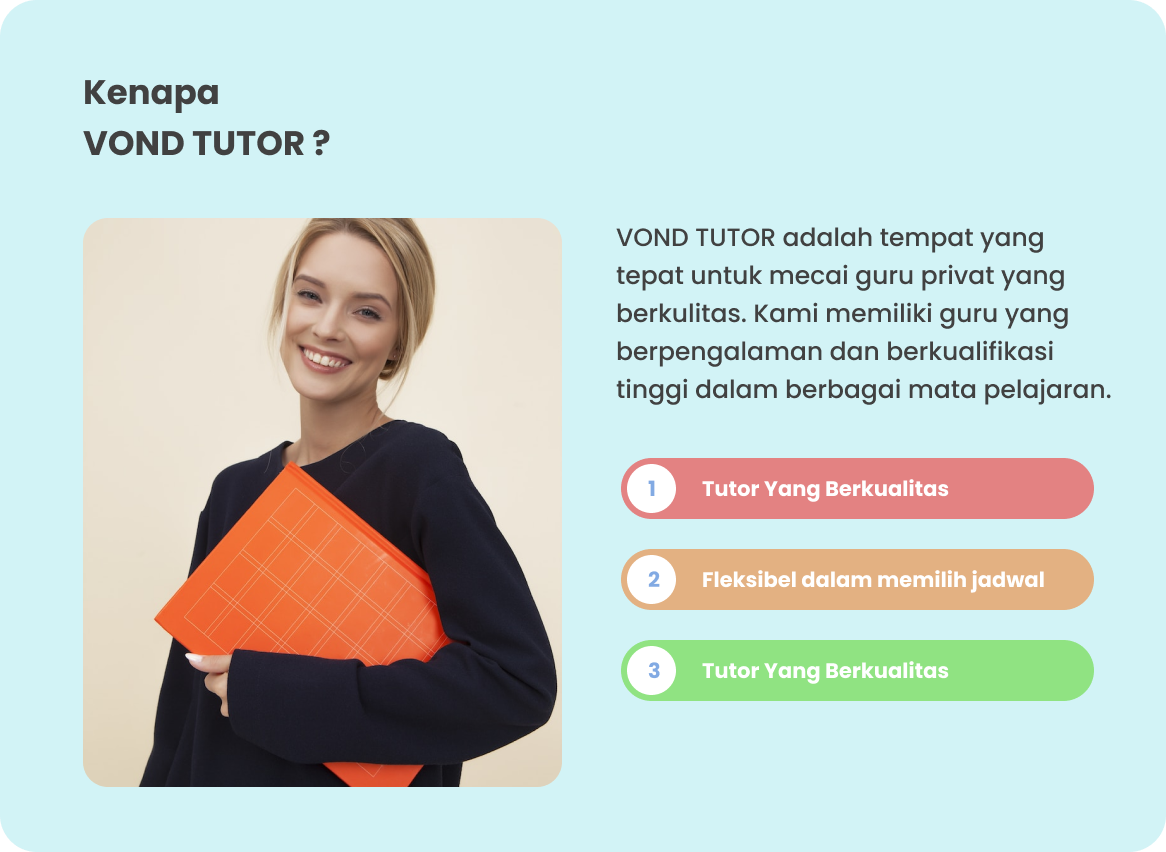 Kenapa
VOND TUTOR ?
VOND TUTOR adalah tempat yang
tepat untuk mecai guru privat yang
berkulitas. Kami memiliki guru yang
berpengalaman dan berkualifikasi
tinggi dalam berbagai mata pelajaran.
1 Tutor Yang Berkualitas
2 Fleksibel dalam memilih jadwal
3 Tutor Yang Berkualitas